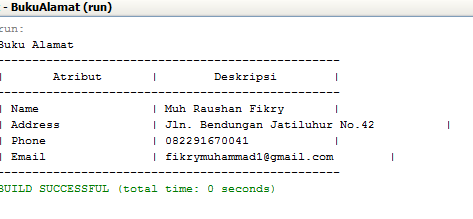 - BukuAlamat (run)
run:
Buku Alamat
---------------------------------------------------
| Atribut | Deskripsi |
---------------------------------------------------
| Name | Muh Raushan Fikry |
| Address | Jln. Bendungan Jatiluhur No.42 |
| Phone | 082291670041 |
| Email | fikrymuhammad1@gmail.com |
---------------------------------------------------
BUILD SUCCESSFUL (total time: 0 seconds)